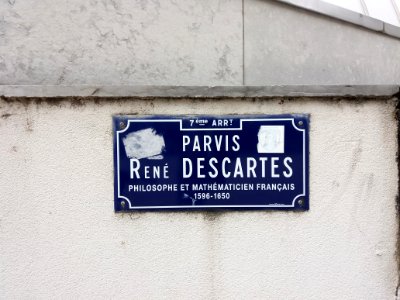 7ème ARRT
PARVIS
RENÉ DESCARTES
PHILOSOPHE ET MATHÉMATICIEN FRANÇAIS
1596-1650